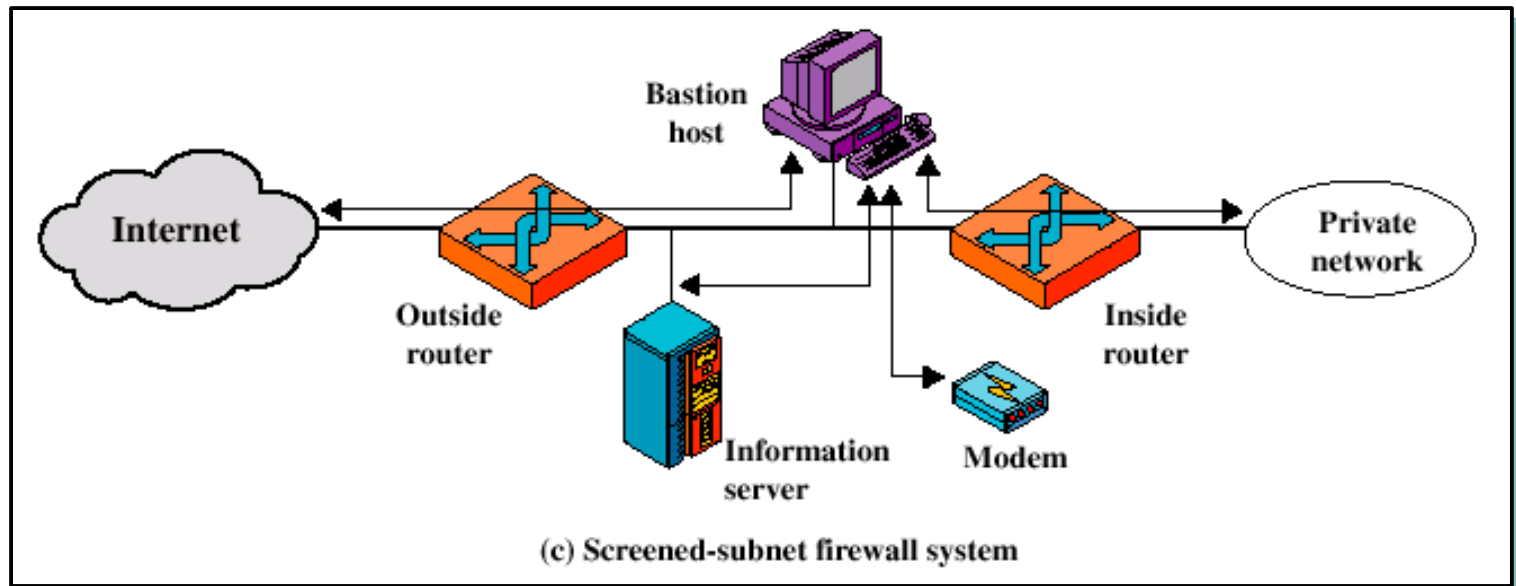 Bastion
host
Internet
Private
network
Outside
router
Inside
router
Information
server
Modem
(c) Screened-subnet firewall system